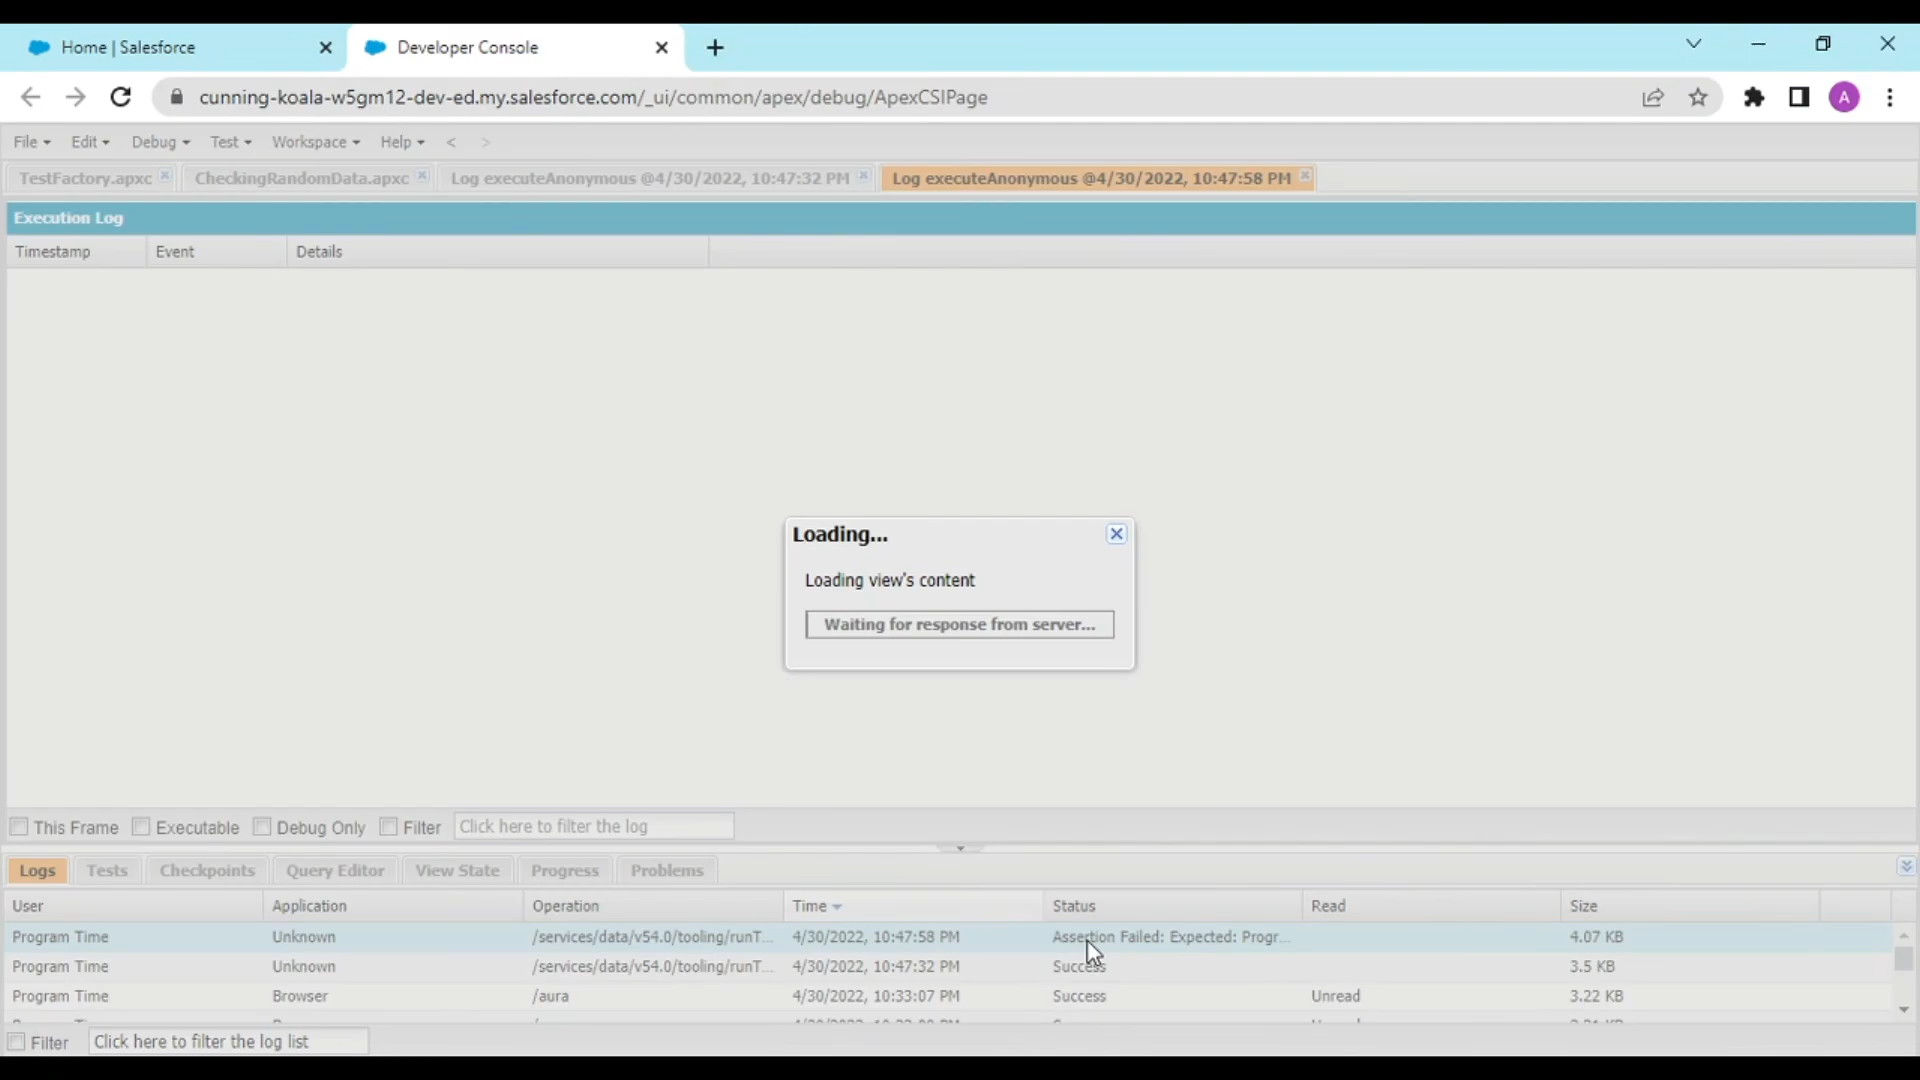 Home | Salesforce
Developer Console
cunning-koala-w5gm12-dev-ed.my.salesforce.com/_ui/common/apex/debug/ApexCSIPage
A
File Edit Debug Test Workspace Help < >
TestFactory.apxc CheckingRandomData.apxc Log executeAnonymous @4/30/2022, 10:47:32 PM Log executeAnonymous @4/30/2022, 10:47:58 PM
Execution Log
Timestamp Event Details
Loading...
Loading view's content
Waiting for response from server...
This Frame Executable Debug Only Filter Click here to filter the log
Logs Tests Checkpoints Query Editor View State Progress Problems
User Application Operation Time Status Read Size
Program Time Unknown /services/data/v54.0/tooling/runT... 4/30/2022, 10:47:58 PM Assertion Failed: Expected: Progr... 4.07 KB
Program Time Unknown /services/data/v54.0/tooling/runT... 4/30/2022, 10:47:32 PM Success 3.5 KB
Program Time Browser /aura 4/30/2022, 10:33:07 PM Success Unread 3.22 KB
Filter Click here to filter the log list